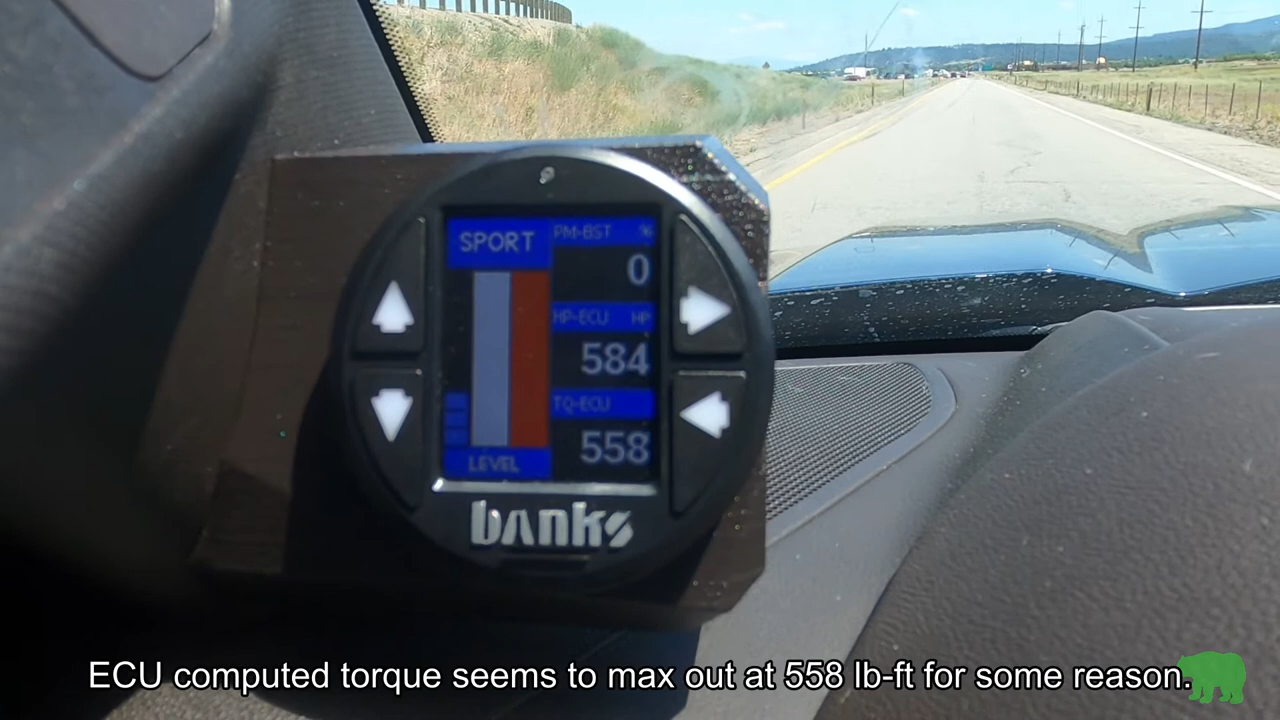 SPORT
PM-BST %
0
HP-ECU HP
584
TQ-ECU
558
LEVEL
banks
ECU computed torque seems to max out at 558 lb-ft for some reason.